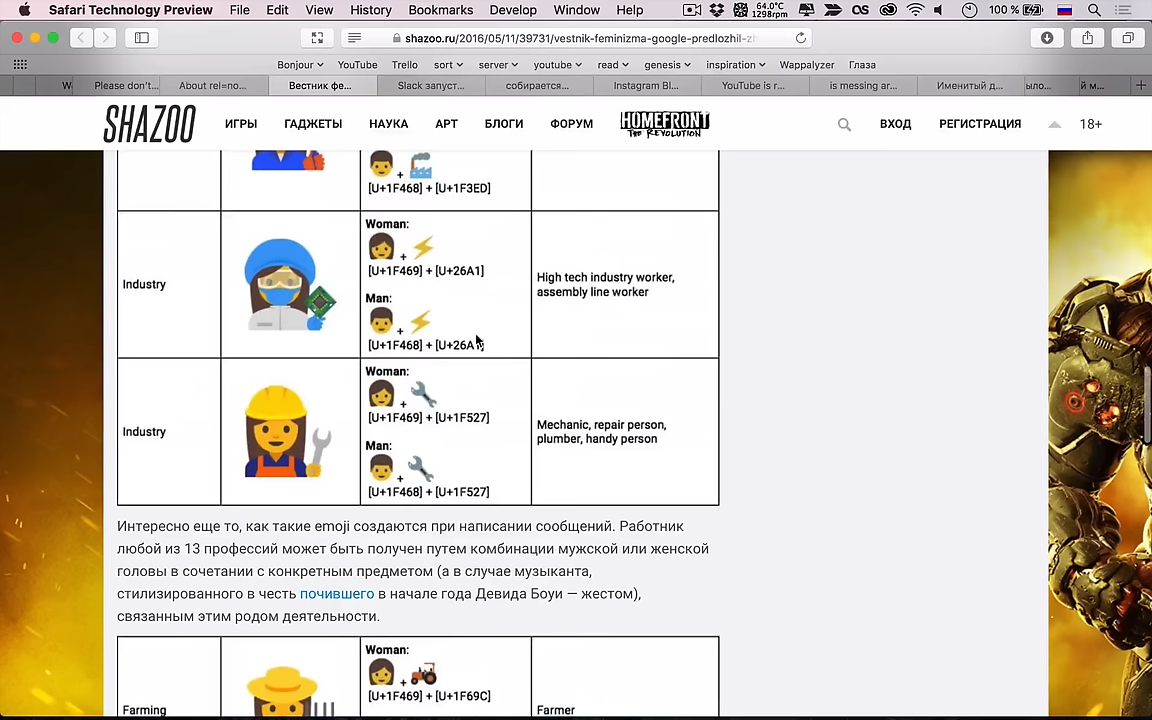 Safari Technology Preview File Edit View History Bookmarks Develop Window Help 64.0°C 1298rpm 100 %
shazoo.ru/2016/05/11/39731/vestnik-feminizma-google-predlozhil-zh
Bonjour YouTube Trello sort server youtube read genesis inspiration Wappalyzer Глаза
Please don't... About rel=no... Вестник фе... Slack запуст... собирается... Instagram Bl... YouTube is r... is messing ar... Именитый д... ыло... й м...
SHAZOO ИГРЫ ГАДЖЕТЫ НАУКА АРТ БЛОГИ ФОРУМ HOMEFRONT THE REVOLUTION ВХОД РЕГИСТРАЦИЯ 18+
+
[U+1F468] + [U+1F3ED]
Industry
Woman:
+
[U+1F469] + [U+26A1]
Man:
+
[U+1F468] + [U+26A1]
High tech industry worker,
assembly line worker
Industry
Woman:
+
[U+1F469] + [U+1F527]
Man:
+
[U+1F468] + [U+1F527]
Mechanic, repair person,
plumber, handy person
Интересно еще то, как такие emoji создаются при написании сообщений. Работник
любой из 13 профессий может быть получен путем комбинации мужской или женской
головы в сочетании с конкретным предметом (а в случае музыканта,
стилизированного в честь почившего в начале года Девида Боуи — жестом),
связанным этим родом деятельности.
Farming
Woman:
+
[U+1F469] + [U+1F69C]
Farmer